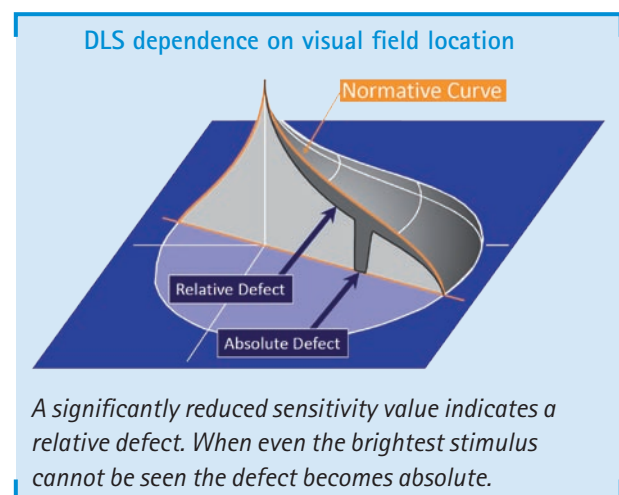 DLS dependence on visual field location
Normative Curve
Relative Defect
Absolute Defect
A significantly reduced sensitivity value indicates a
relative defect. When even the brightest stimulus
cannot be seen the defect becomes absolute.